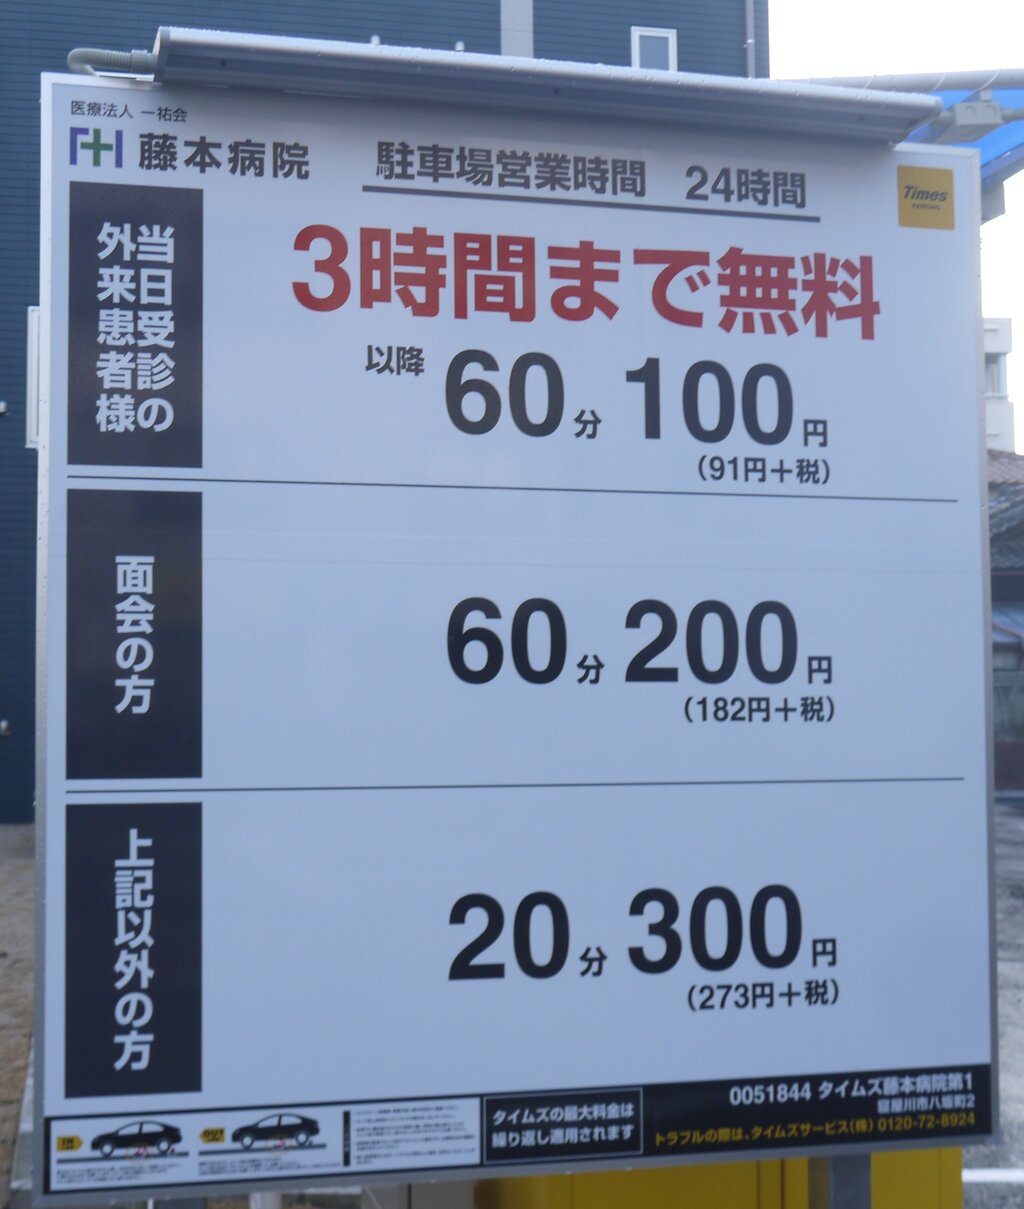 医療法人 一祐会
藤本病院
駐車場営業時間 24時間
Times
PARKING
当日受診の
外来患者様
3時間まで無料
以降 60分 100円
(91円+税)
面会の方
60分 200円
(182円+税)
上記以外の方
20分 300円
(273円+税)
IN
OUT
タイムズの最大料金は
繰り返し適用されます
0051844 タイムズ藤本病院第1
寝屋川市八坂町2
トラブルの際は、タイムズサービス(株) 0120-72-8924